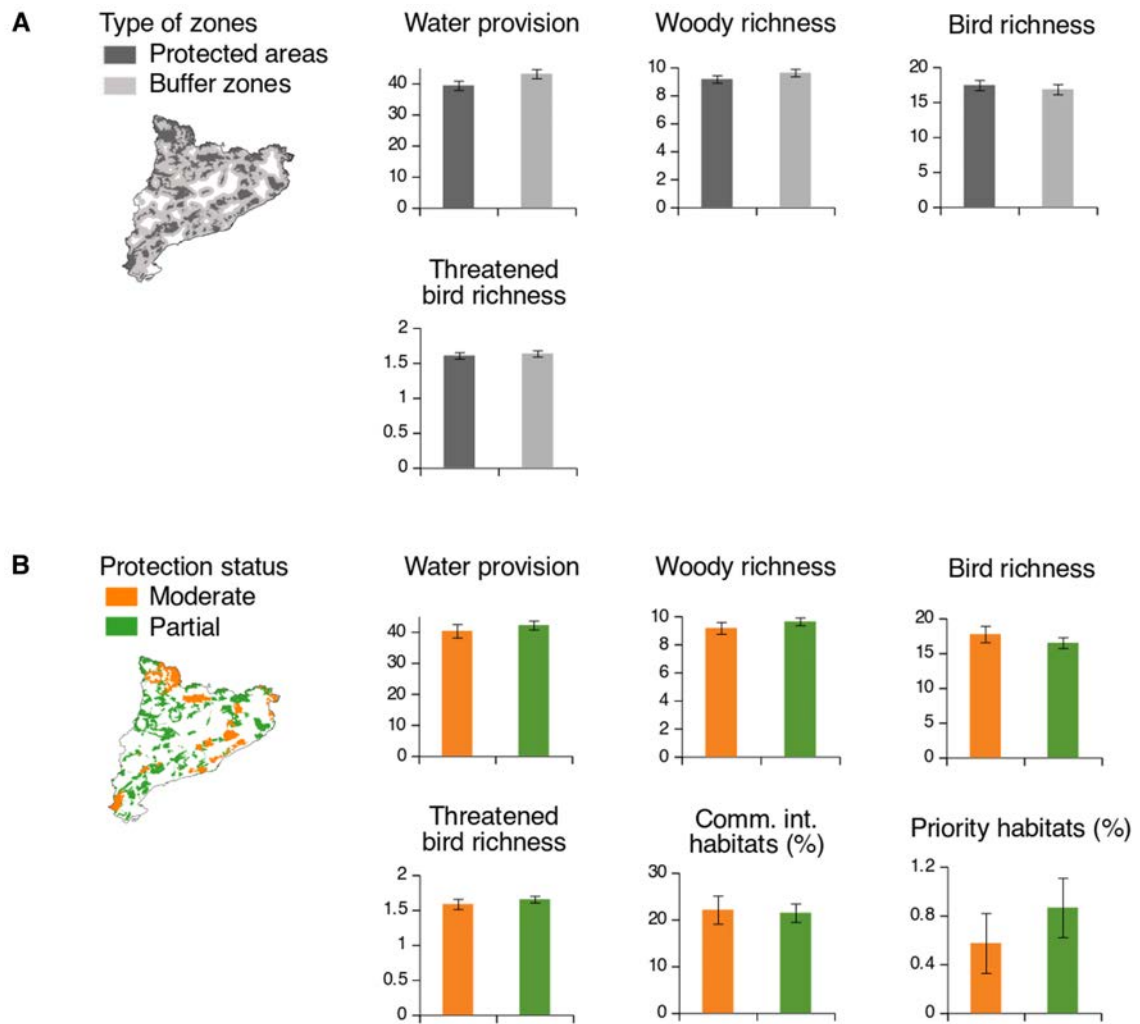 A
Type of zones
Protected areas
Buffer zones
Water provision
40
30
20
10
0
Woody richness
10
8
6
4
2
0
Bird richness
20
15
10
5
0
Threatened
bird richness
2
1.5
1
0.5
0
B
Protection status
Moderate
Partial
Water provision
40
30
20
10
0
Woody richness
10
8
6
4
2
0
Bird richness
20
15
10
5
0
Threatened
bird richness
2
1.5
1
0.5
0
Comm. int.
habitats (%)
30
20
10
0
Priority habitats (%)
1.2
0.8
0.4
0